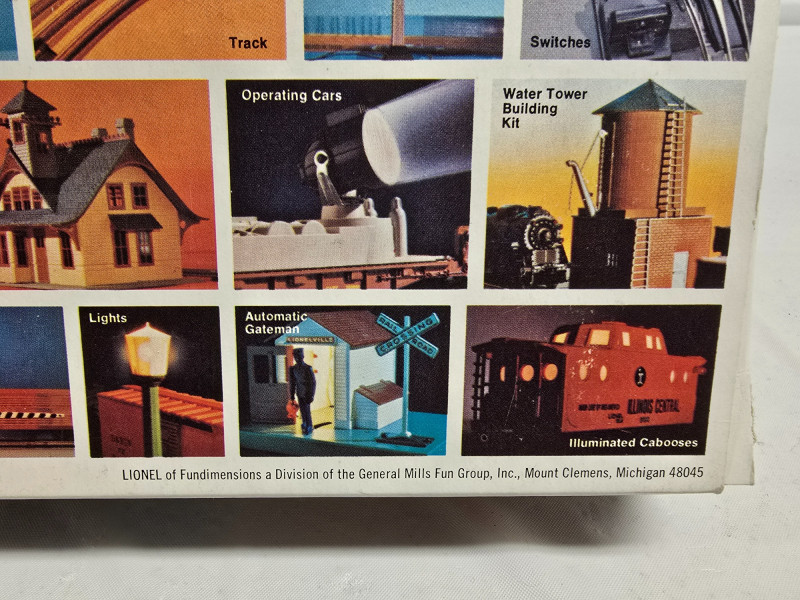 Track
Switches
Operating Cars
Water Tower
Building
Kit
Lights
Automatic
Gateman
LIONELVILLE
RAIL ROAD
CROSSING
ILLINOIS CENTRAL
Illuminated Cabooses
LIONEL of Fundimensions a Division of the General Mills Fun Group, Inc., Mount Clemens, Michigan 48045